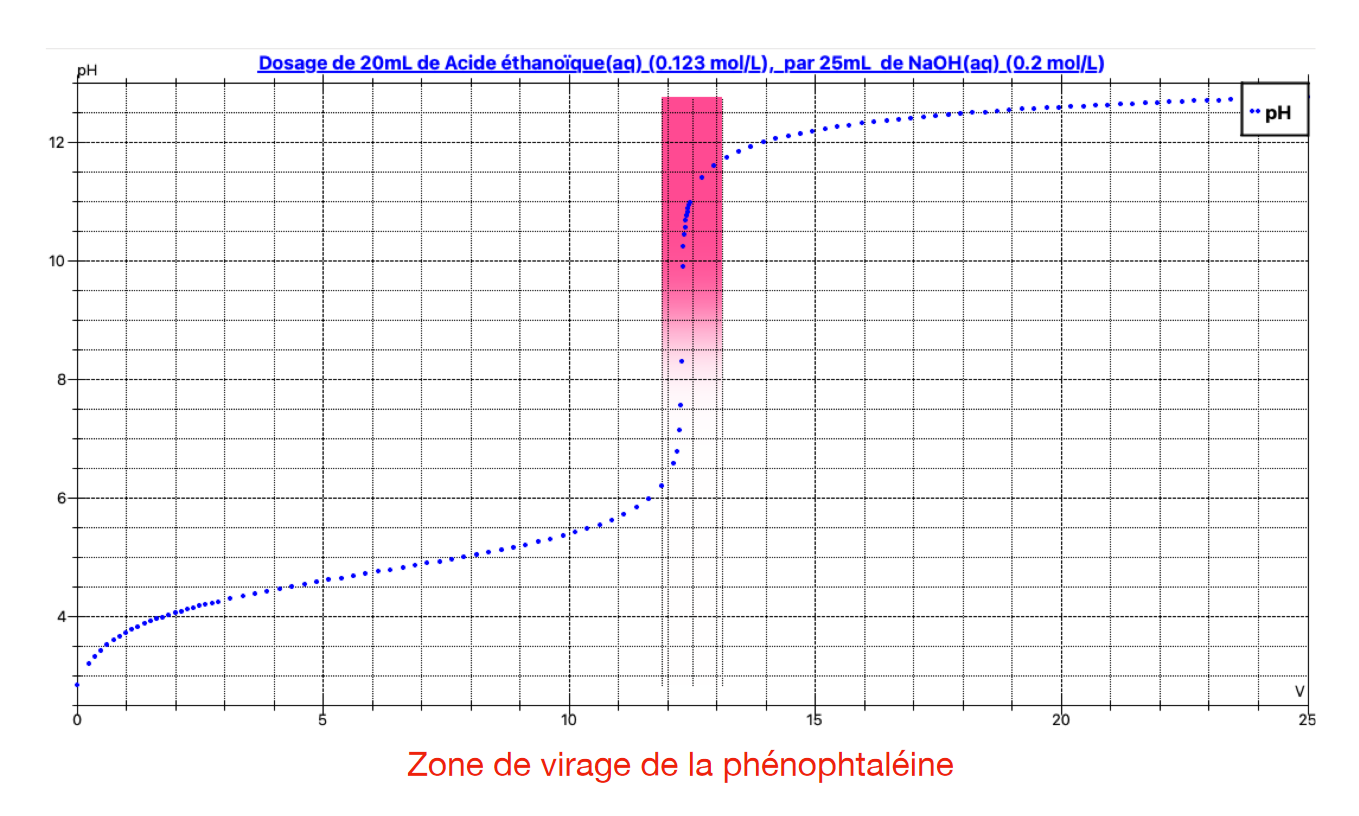 Dosage de 20mL de Acide éthanoïque(aq) (0.123 mol/L), par 25mL de NaOH(aq) (0.2 mol/L)
pH
pH
12
10
8
6
4
V
0 5 10 15 20 25
Zone de virage de la phénophtaléine